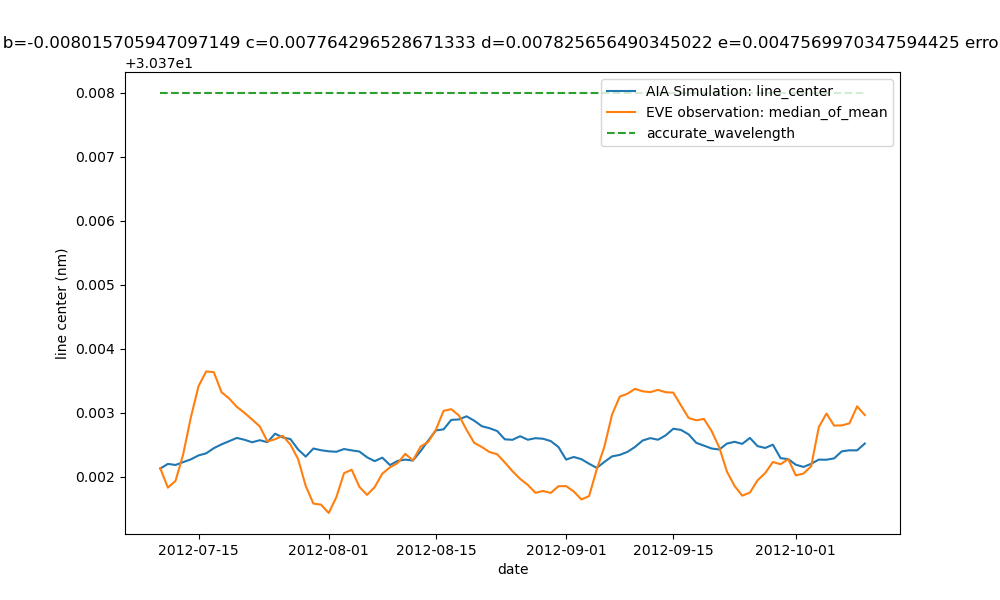 b=-0.008015705947097149 c=0.007764296528671333 d=0.007825656490345022 e=0.0047569970347594425 erro
+3.037e1
0.008
0.007
0.006
0.005
0.004
0.003
0.002
line center (nm)
AIA Simulation: line_center
EVE observation: median_of_mean
accurate_wavelength
2012-07-15 2012-08-01 2012-08-15 2012-09-01 2012-09-15 2012-10-01
date